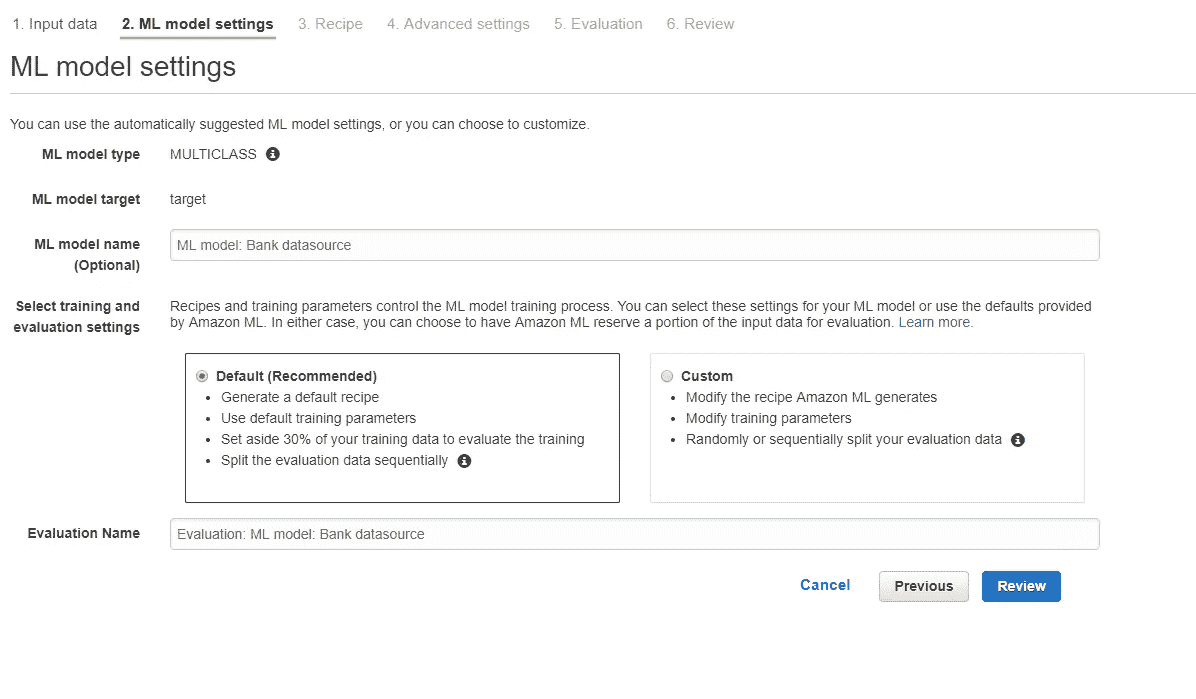 1. Input data 2. ML model settings 3. Recipe 4. Advanced settings 5. Evaluation 6. Review
ML model settings
You can use the automatically suggested ML model settings, or you can choose to customize.
ML model type MULTICLASS
ML model target target
ML model name (Optional) ML model: Bank datasource
Select training and evaluation settings
Recipes and training parameters control the ML model training process. You can select these settings for your ML model or use the defaults provided
by Amazon ML. In either case, you can choose to have Amazon ML reserve a portion of the input data for evaluation. Learn more.
Default (Recommended)
• Generate a default recipe
• Use default training parameters
• Set aside 30% of your training data to evaluate the training
• Split the evaluation data sequentially
Custom
• Modify the recipe Amazon ML generates
• Modify training parameters
• Randomly or sequentially split your evaluation data
Evaluation Name Evaluation: ML model: Bank datasource
Cancel Previous Review